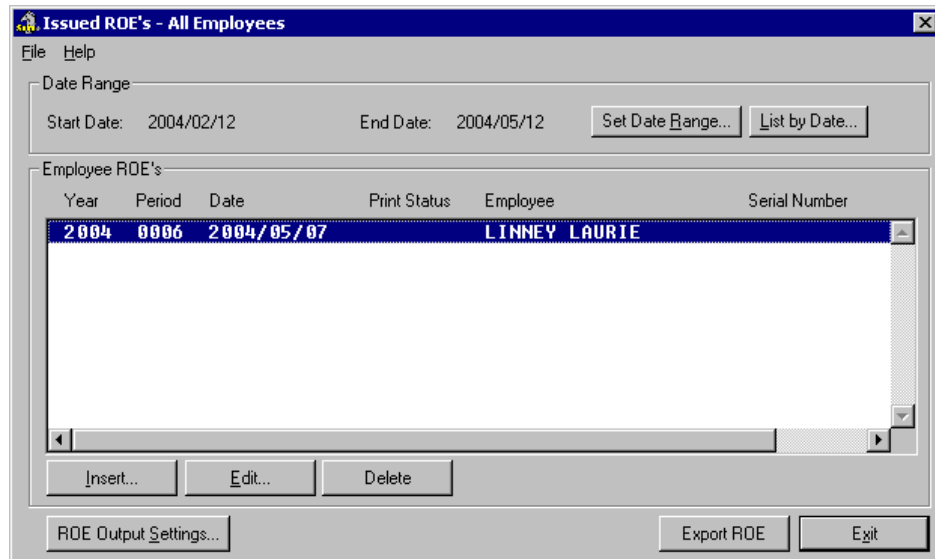 Issued ROE's - All Employees
File Help
Date Range
Start Date: 2004/02/12 End Date: 2004/05/12 Set Date Range... List by Date...
Employee ROE's
Year Period Date Print Status Employee Serial Number
2004 0006 2004/05/07 LINNEY LAURIE
Insert... Edit... Delete
ROE Output Settings... Export ROE Exit